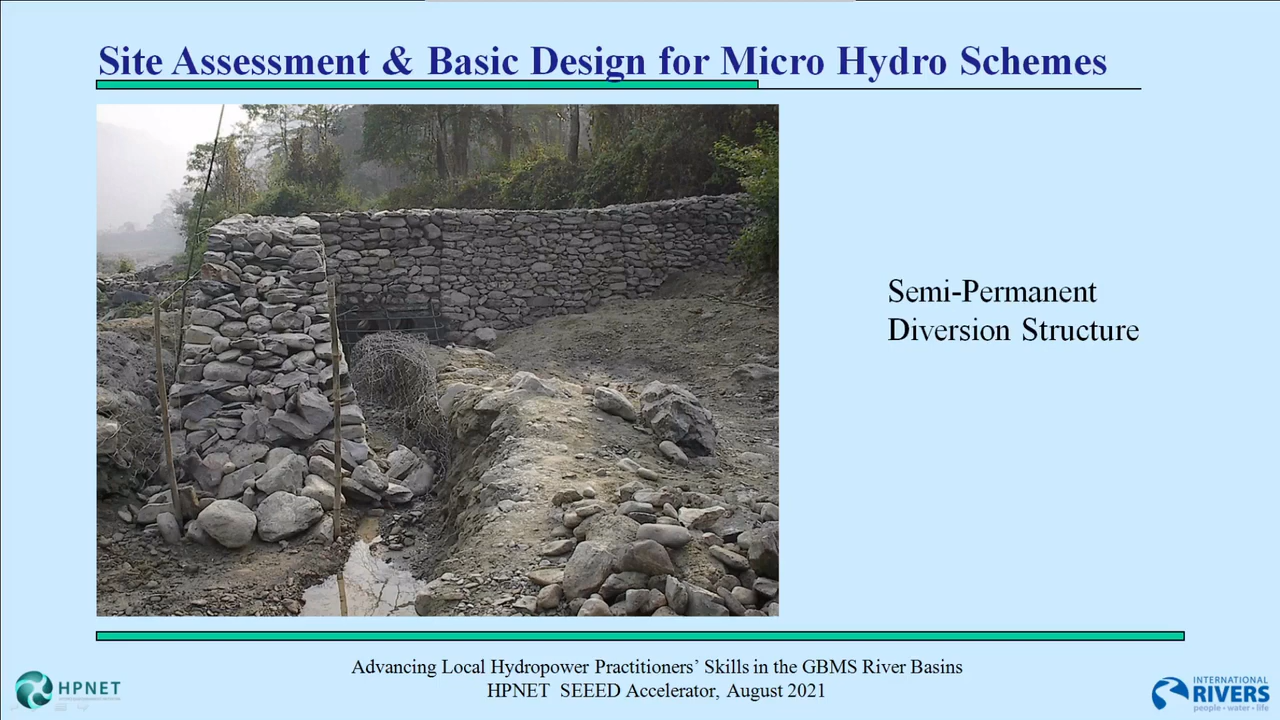 Site Assessment & Basic Design for Micro Hydro Schemes
Semi-Permanent
Diversion Structure
Advancing Local Hydropower Practitioners’ Skills in the GBMS River Basins
HPNET SEEED Accelerator, August 2021
HPNET
INTERNATIONAL
RIVERS
people • water • life